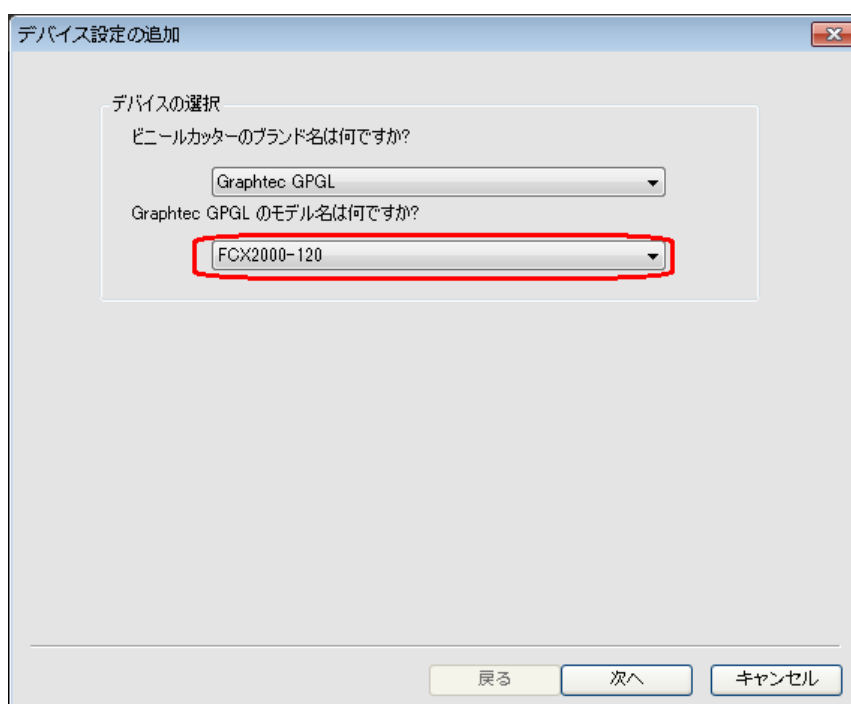 デバイス設定の追加
デバイスの選択
ビニールカッターのブランド名は何ですか?
Graphtec GPGL
Graphtec GPGL のモデル名は何ですか?
FCX2000-120
戻る
次へ
キャンセル